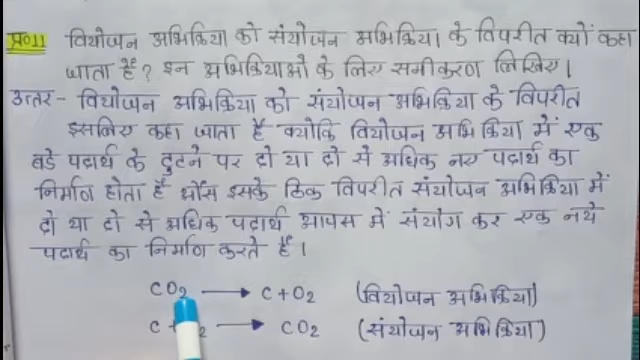 प्र०11 वियोजन अभिक्रिया को संयोजन अभिक्रिया के विपरीत क्यों कहा
जाता है? इन अभिक्रियाओं के लिए समीकरण लिखिए।
उत्तर - वियोजन अभिक्रिया को संयोजन अभिक्रिया के विपरीत
इसलिए कहा जाता है क्योकि वियोजन अभिक्रिया में एक
बडे पदार्थ के टुटने पर दो या दो से अधिक नए पदार्थ का
निर्माण होता है इसके ठिक विपरीत संयोजन अभिक्रिया में
दो या दो से अधिक पदार्थ आपस में संयोग कर एक नये
पदार्थ का निर्माण करते हैं।
CO2 → C + O2 (वियोजन अभिक्रिया)
C + 2 → CO2 (संयोजन अभिक्रिया)